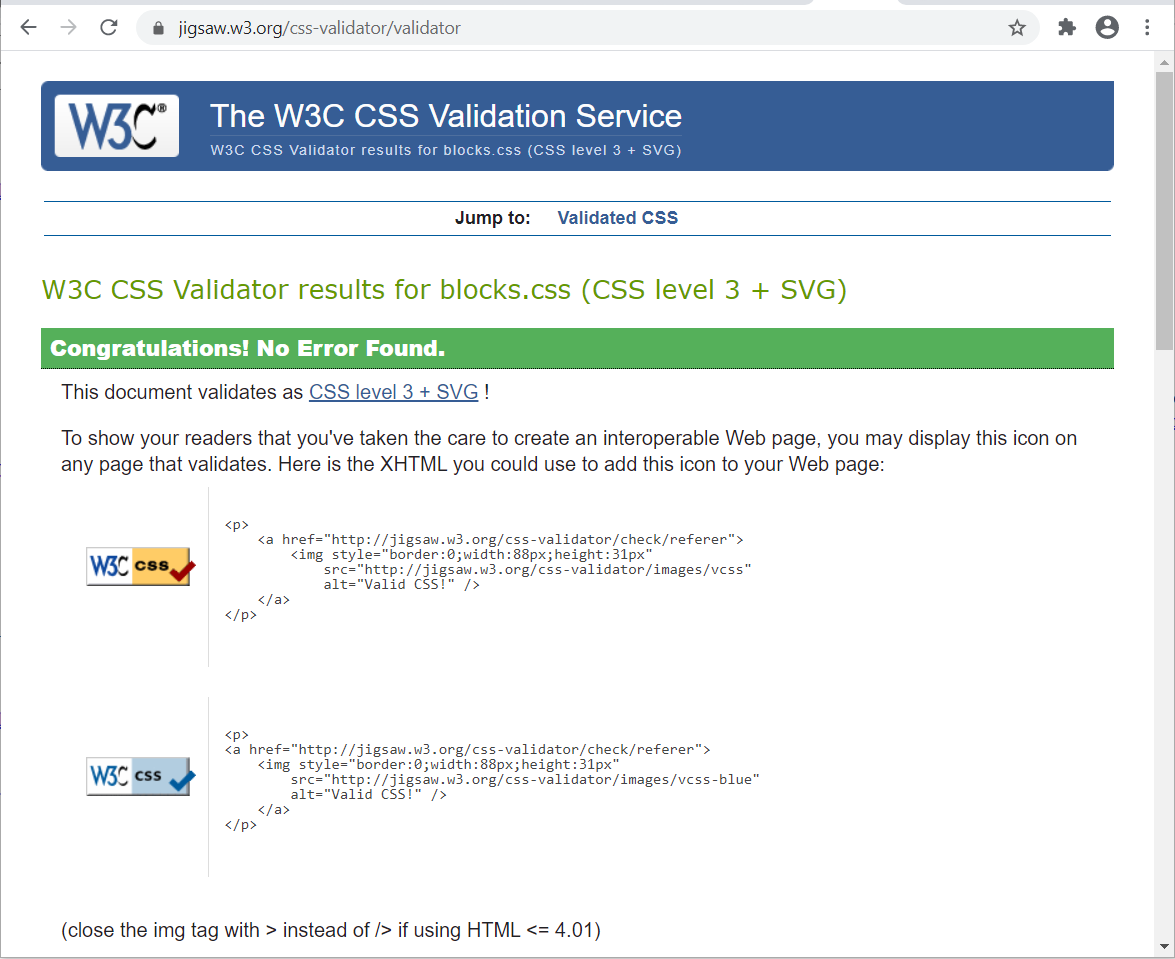 jigsaw.w3.org/css-validator/validator
W3C®
The W3C CSS Validation Service
W3C CSS Validator results for blocks.css (CSS level 3 + SVG)
Jump to: Validated CSS
W3C CSS Validator results for blocks.css (CSS level 3 + SVG)
Congratulations! No Error Found.
This document validates as CSS level 3 + SVG !
To show your readers that you've taken the care to create an interoperable Web page, you may display this icon on
any page that validates. Here is the XHTML you could use to add this icon to your Web page:
W3C css
<p>
    <a href="http://jigsaw.w3.org/css-validator/check/referer">
        <img style="border:0;width:88px;height:31px"
            src="http://jigsaw.w3.org/css-validator/images/vcss"
            alt="Valid CSS!" />
    </a>
</p>
W3C css
<p>
<a href="http://jigsaw.w3.org/css-validator/check/referer">
    <img style="border:0;width:88px;height:31px"
        src="http://jigsaw.w3.org/css-validator/images/vcss-blue"
        alt="Valid CSS!" />
    </a>
</p>
(close the img tag with > instead of /> if using HTML <= 4.01)